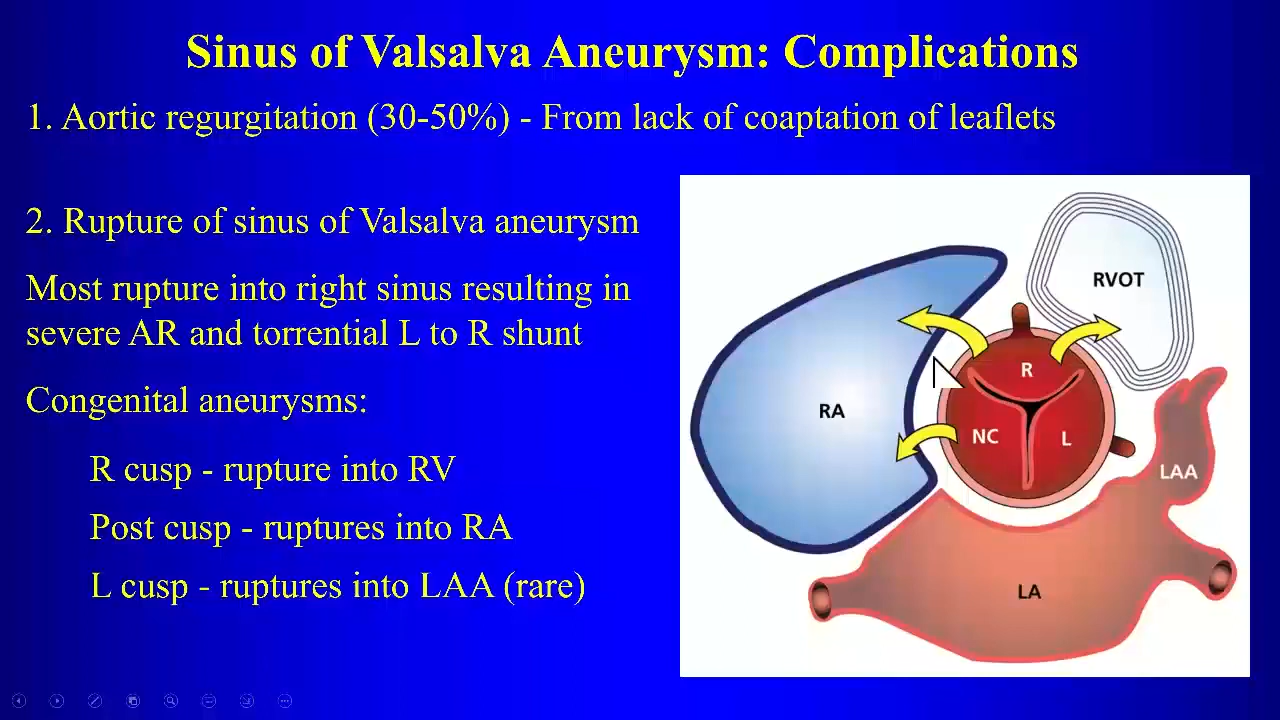 Sinus of Valsalva Aneurysm: Complications
1. Aortic regurgitation (30-50%) - From lack of coaptation of leaflets
2. Rupture of sinus of Valsalva aneurysm
Most rupture into right sinus resulting in
severe AR and torrential L to R shunt
Congenital aneurysms:
R cusp - rupture into RV
Post cusp - ruptures into RA
L cusp - ruptures into LAA (rare)
RVOT
R
RA
NC
L
LAA
LA